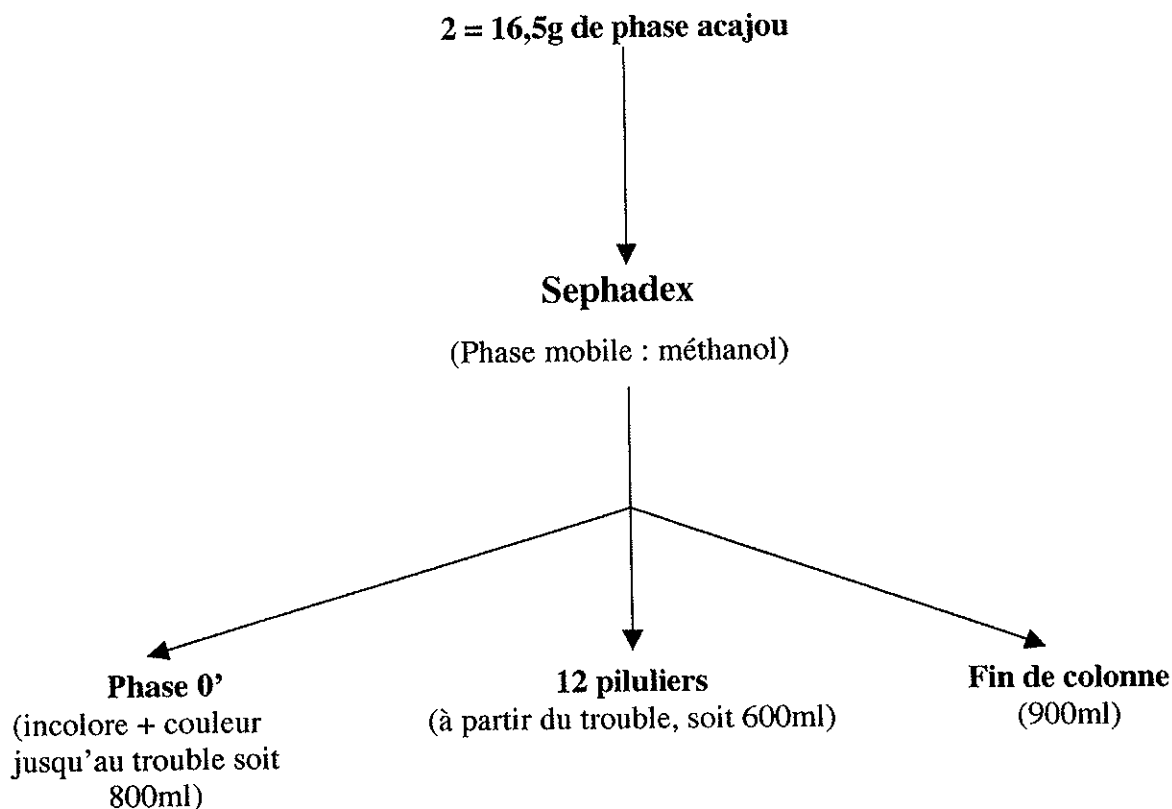 2 = 16,5g de phase acajou
Sephadex
(Phase mobile : méthanol)
Phase 0’
(incolore + couleur
jusqu’au trouble soit
800ml)
12 piluliers
(à partir du trouble, soit 600ml)
Fin de colonne
(900ml)